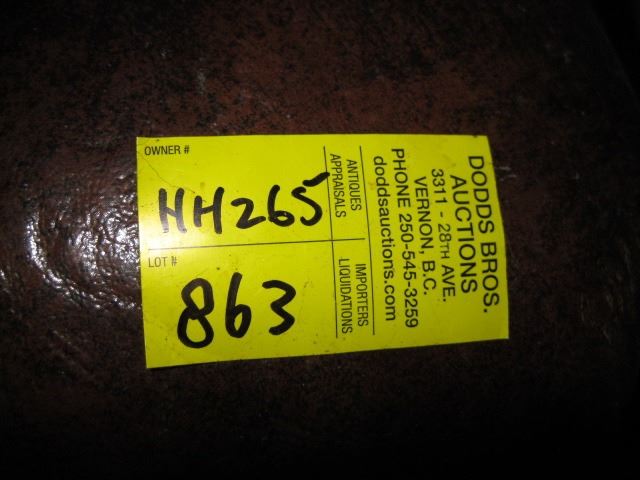 OWNER #
HH265
LOT #
863
ANTIQUES
APPRAISALS
IMPORTERS
LIQUIDATIONS
DODDS BROS.
AUCTIONS
3311 - 28TH AVE.
VERNON, B.C.
PHONE 250-545-3259
doddsauctions.com